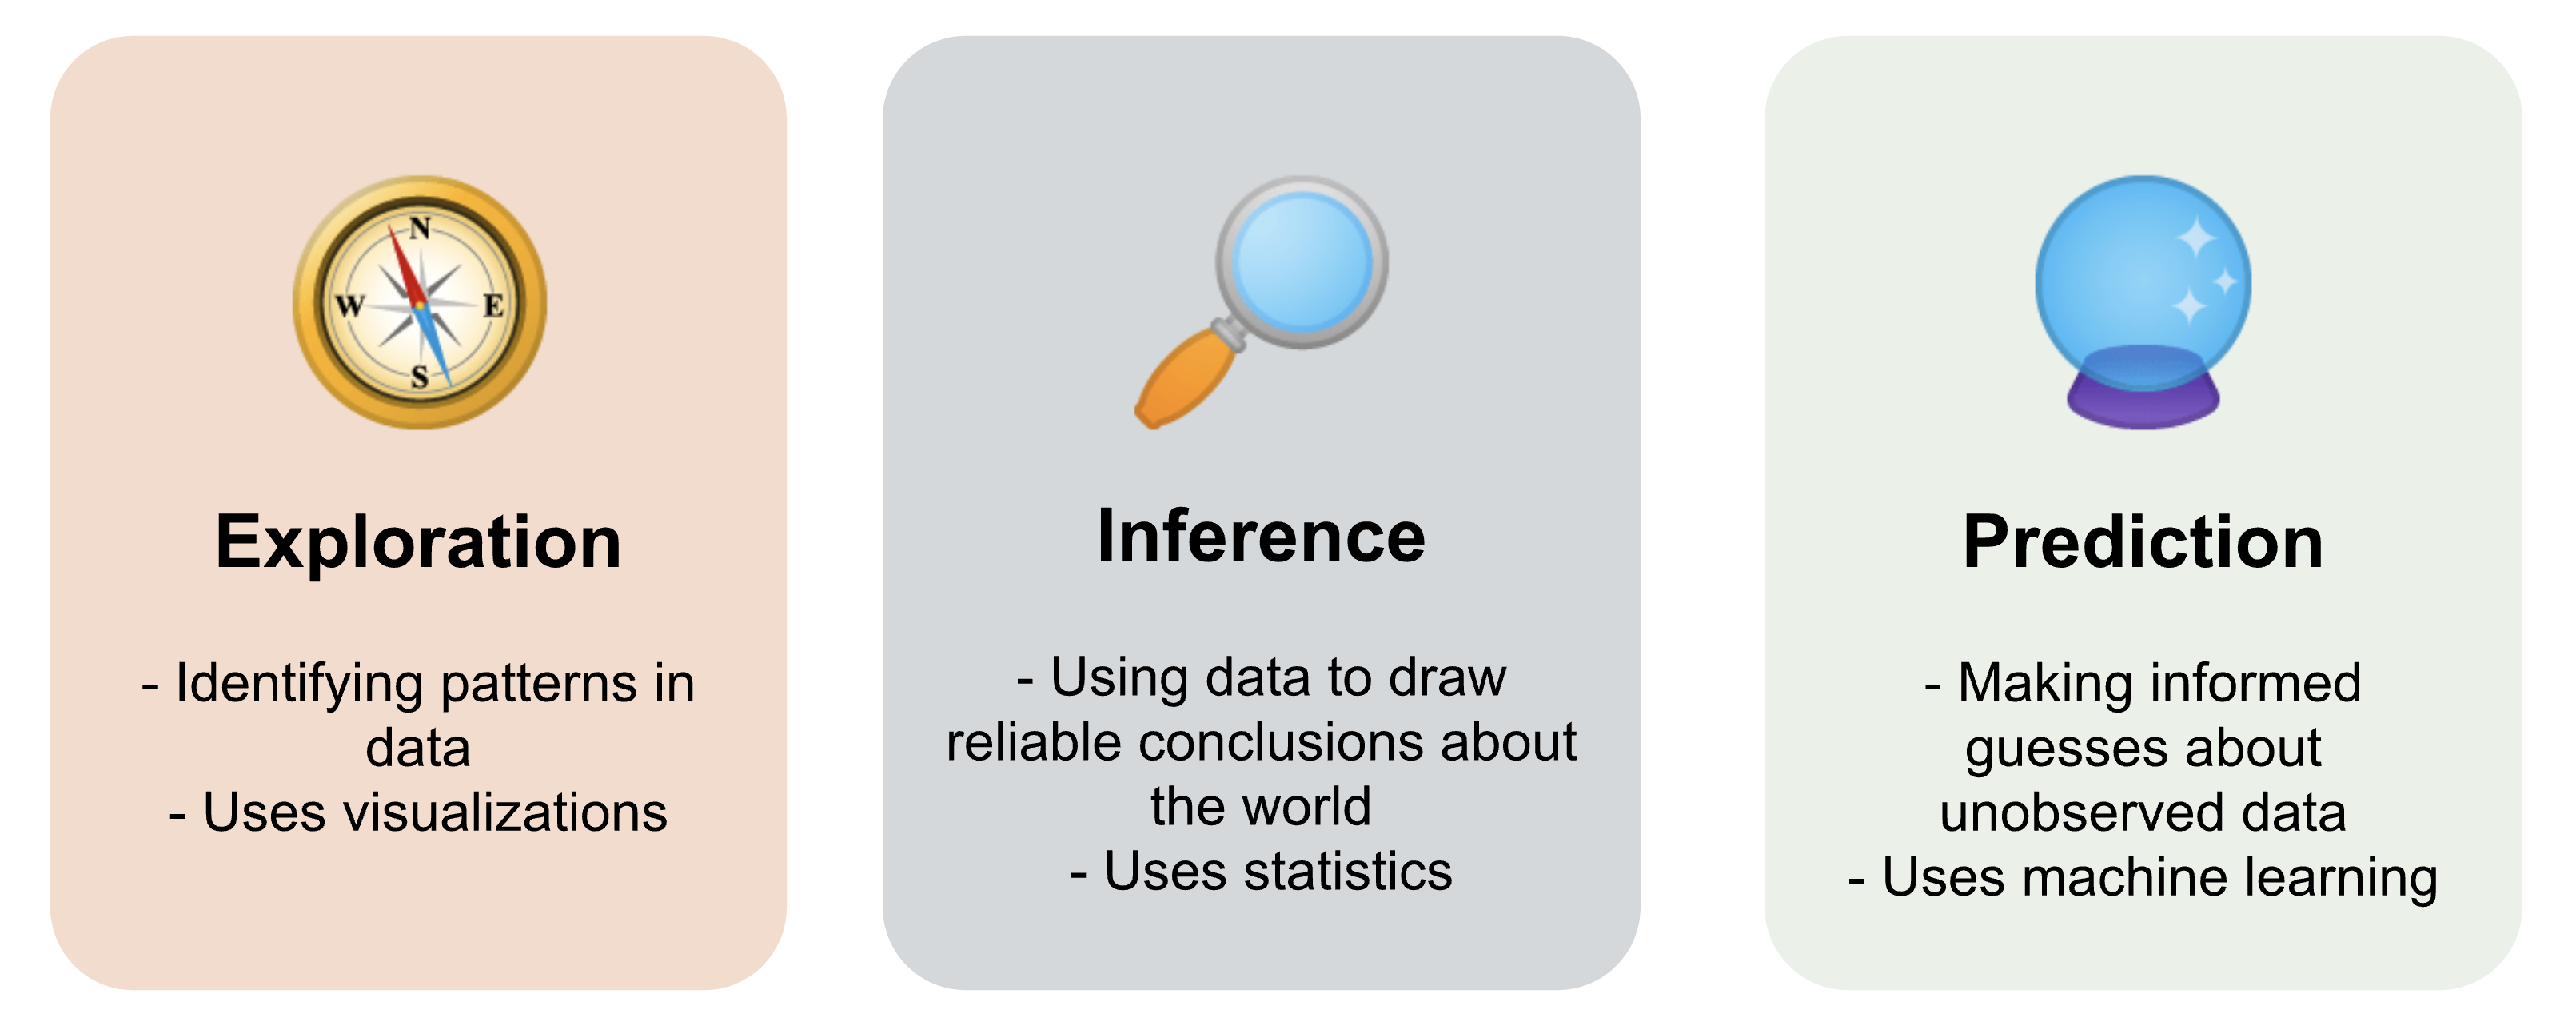 N
W E
S
Exploration
- Identifying patterns in
data
- Uses visualizations
Inference
- Using data to draw
reliable conclusions about
the world
- Uses statistics
Prediction
- Making informed
guesses about
unobserved data
- Uses machine learning